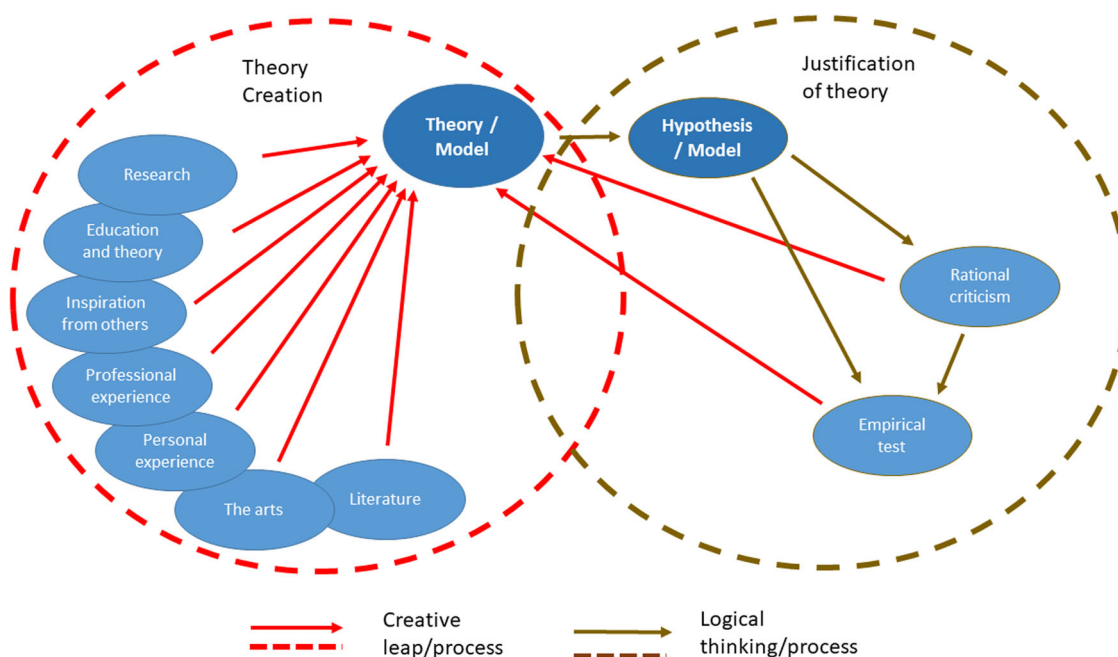 Theory
Creation
Justification
of theory
Theory /
Model
Hypothesis
/ Model
Research
Education
and theory
Inspiration
from others
Professional
experience
Personal
experience
The arts
Literature
Rational
criticism
Empirical
test
Creative
leap/process
Logical
thinking/process